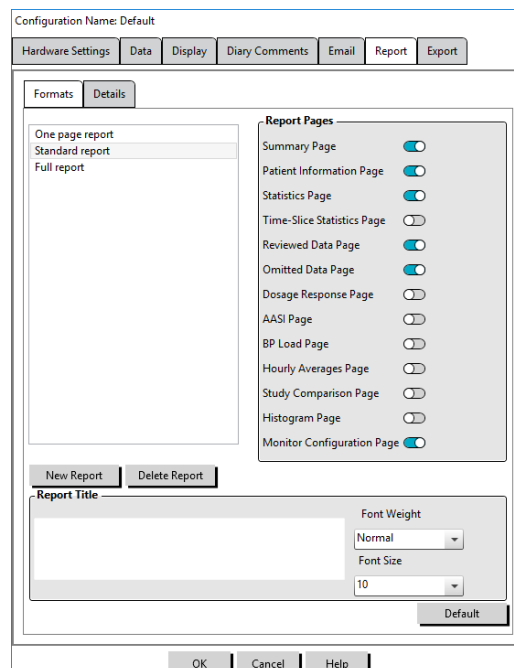 Configuration Name: Default
Hardware Settings Data Display Diary Comments Email Report Export
Formats Details
One page report
Standard report
Full report
Report Pages
Summary Page
Patient Information Page
Statistics Page
Time-Slice Statistics Page
Reviewed Data Page
Omitted Data Page
Dosage Response Page
AASI Page
BP Load Page
Hourly Averages Page
Study Comparison Page
Histogram Page
Monitor Configuration Page
New Report Delete Report
Report Title
Font Weight
Normal
Font Size
10
Default
OK Cancel Help